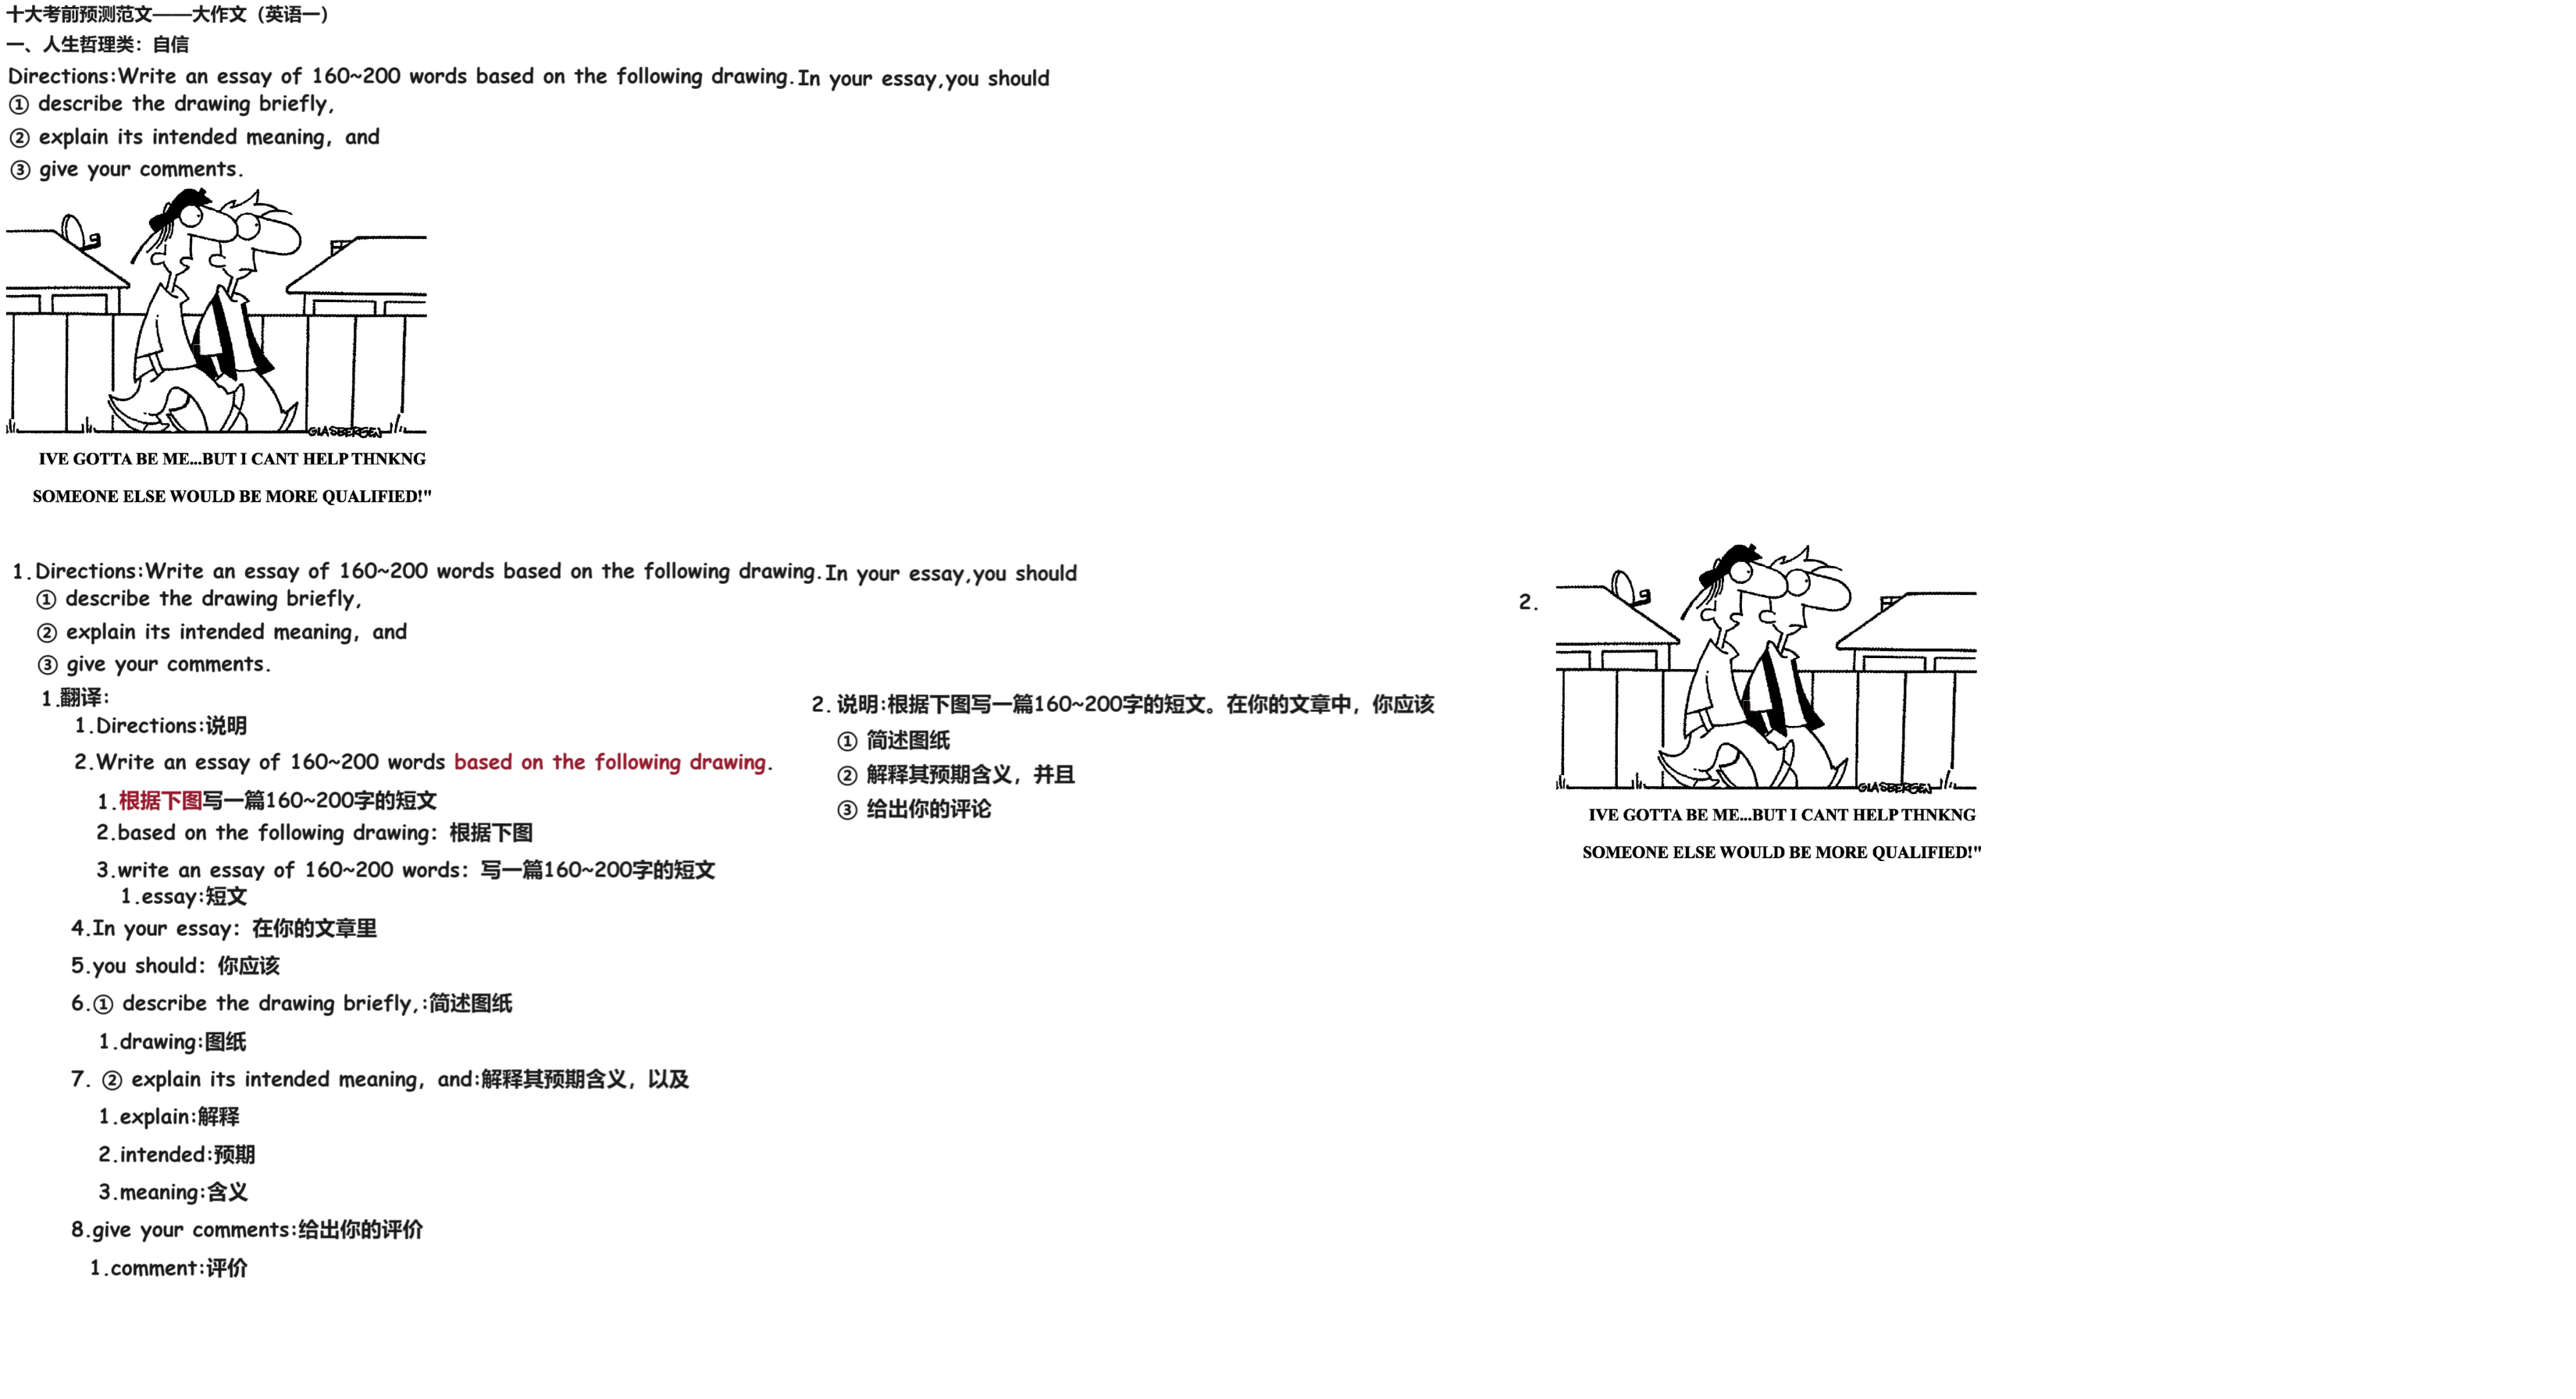 十大考前预测范文——大作文（英语一）
一、人生哲理类：自信
Directions:Write an essay of 160~200 words based on the following drawing.In your essay,you should
① describe the drawing briefly,
② explain its intended meaning, and
③ give your comments.
GLASBERGEN
IVE GOTTA BE ME...BUT I CANT HELP THNKNG
SOMEONE ELSE WOULD BE MORE QUALIFIED!"
1.Directions:Write an essay of 160~200 words based on the following drawing.In your essay,you should
① describe the drawing briefly,
② explain its intended meaning, and
③ give your comments.
1.翻译:
1.Directions:说明
2.Write an essay of 160~200 words based on the following drawing.
1.根据下图写一篇160~200字的短文
2.based on the following drawing：根据下图
3.write an essay of 160~200 words：写一篇160~200字的短文
1.essay:短文
4.In your essay：在你的文章里
5.you should：你应该
6.① describe the drawing briefly,:简述图纸
1.drawing:图纸
7. ② explain its intended meaning, and:解释其预期含义，以及
1.explain:解释
2.intended:预期
3.meaning:含义
8.give your comments:给出你的评价
1.comment:评价
2. 说明:根据下图写一篇160~200字的短文。在你的文章中，你应该
① 简述图纸
② 解释其预期含义，并且
③ 给出你的评论
2.
GLASBERGEN
IVE GOTTA BE ME...BUT I CANT HELP THNKNG
SOMEONE ELSE WOULD BE MORE QUALIFIED!"